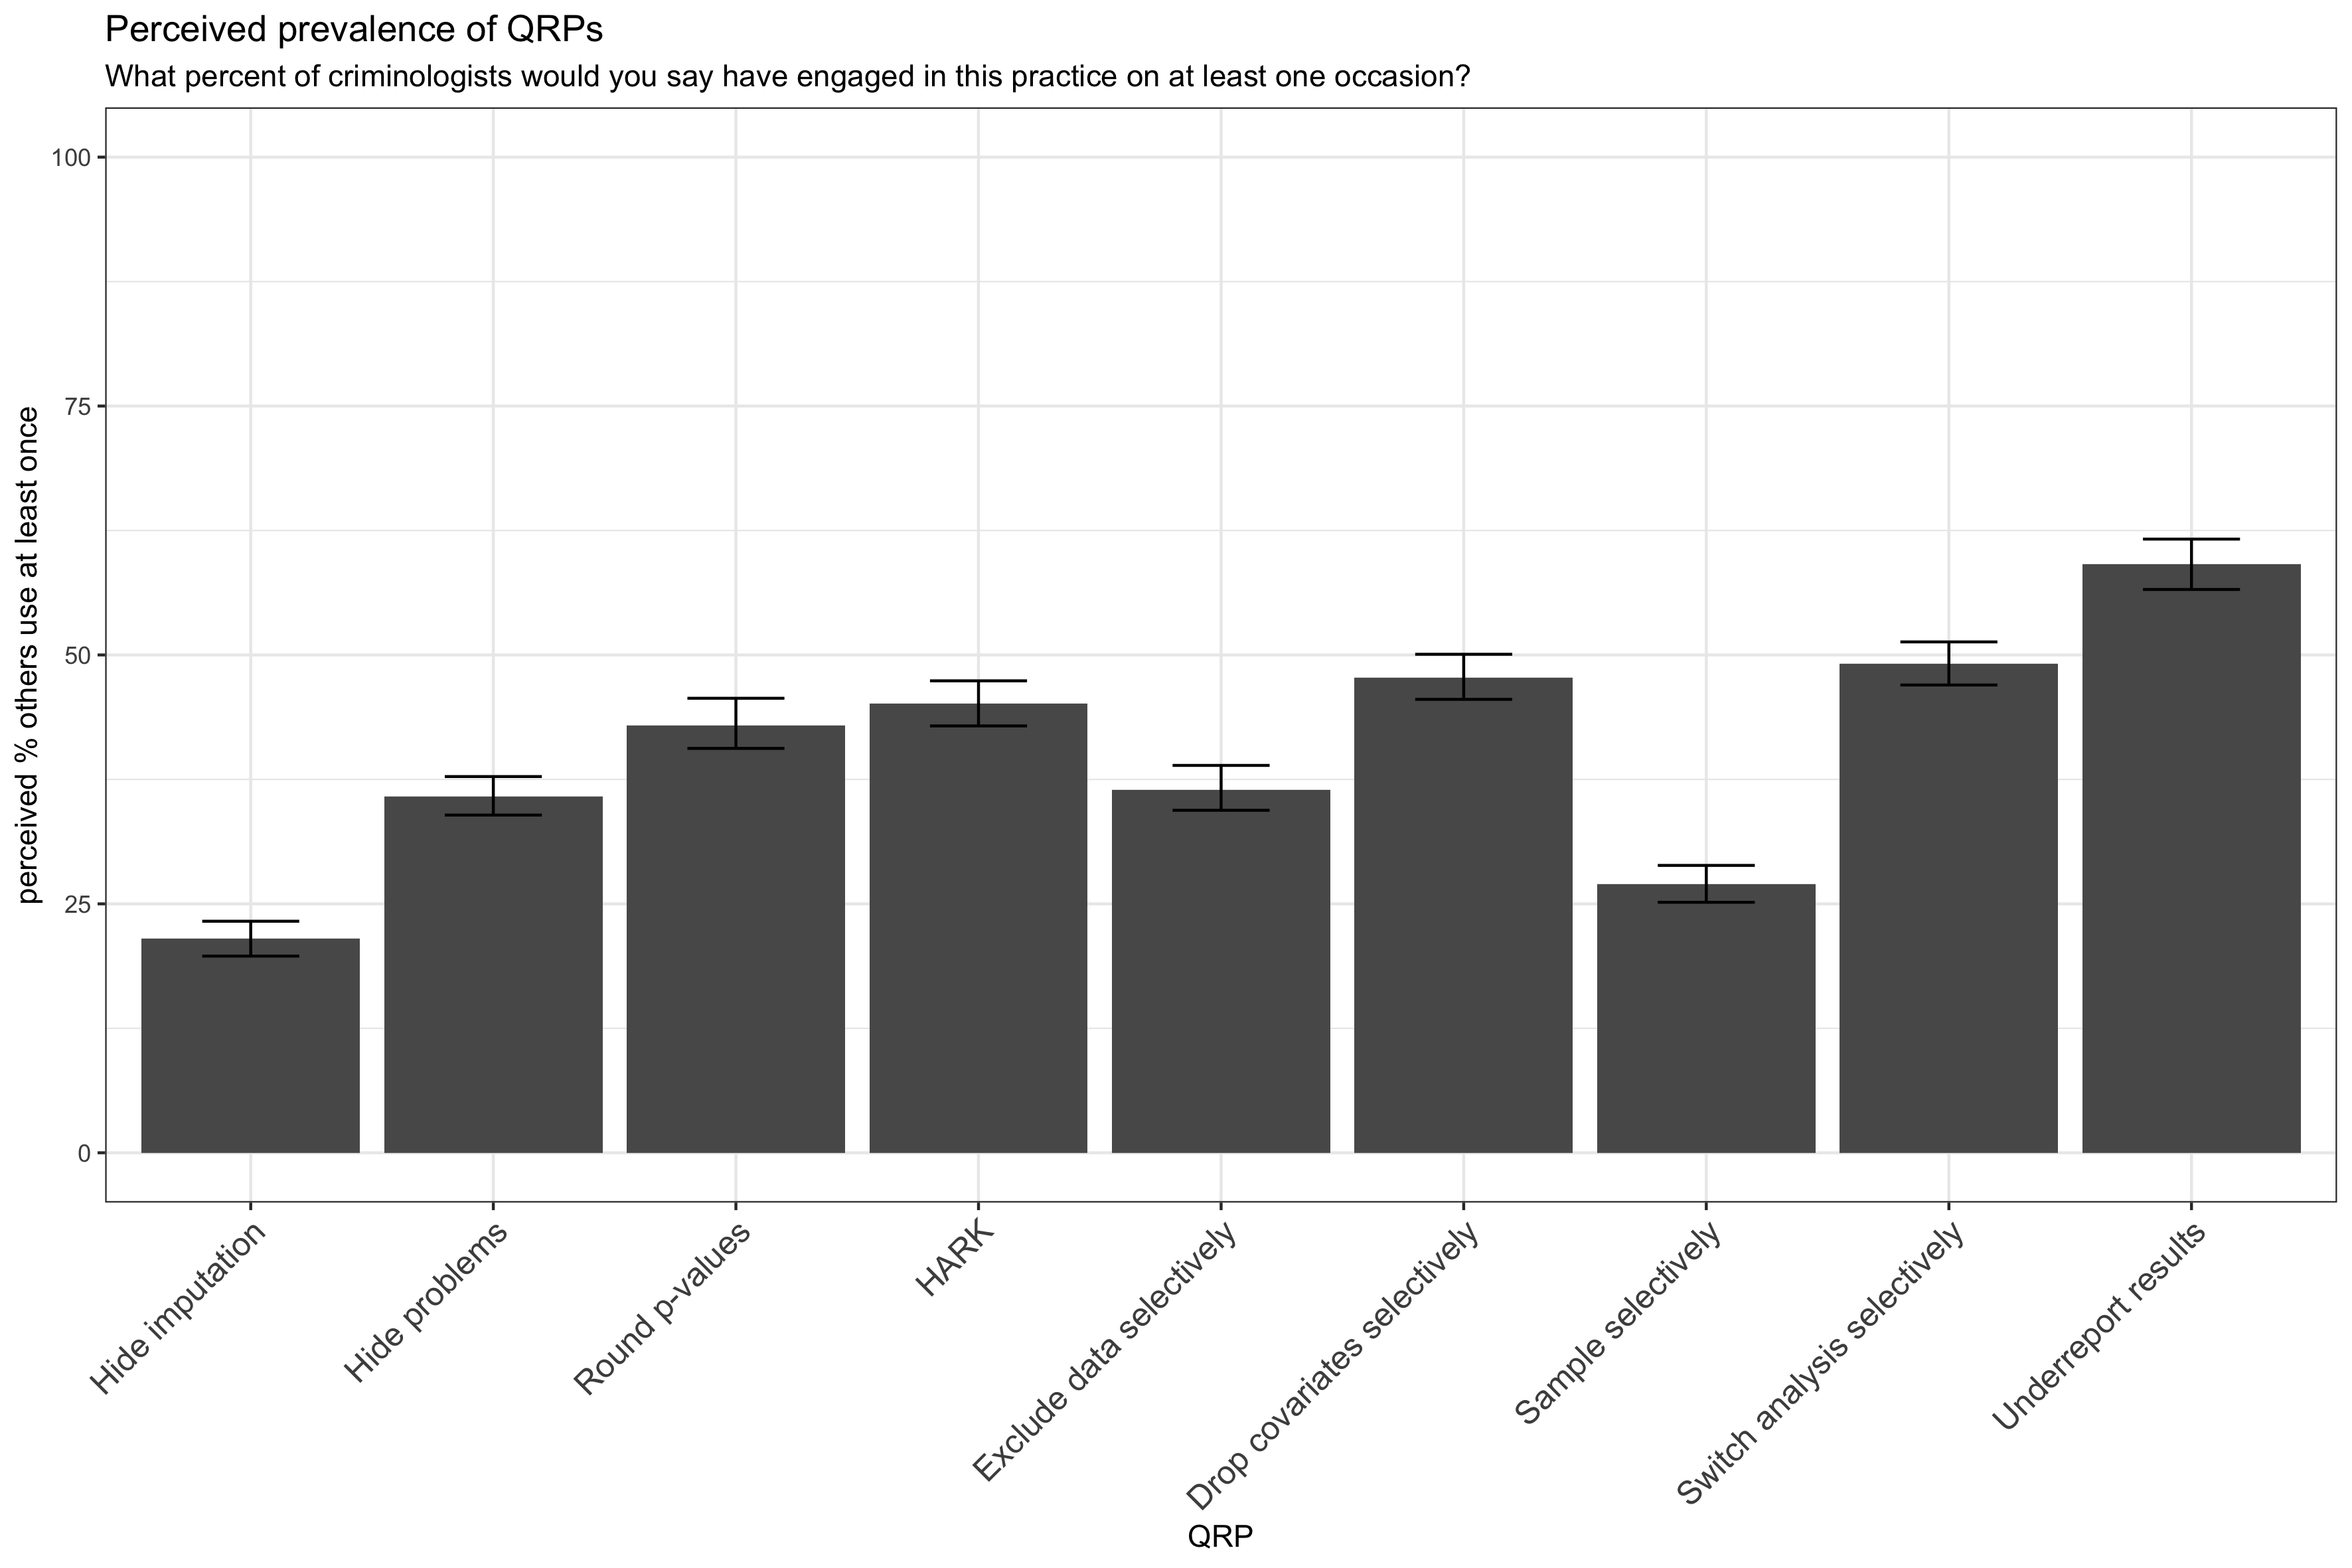 Perceived prevalence of QRPs
What percent of criminologists would you say have engaged in this practice on at least one occasion?
perceived % others use at least once
100
75
50
25
0
Hide imputation
Hide problems
Round p-values
HARK
Exclude data selectively
Drop covariates selectively
Sample selectively
Switch analysis selectively
Underreport results
QRP